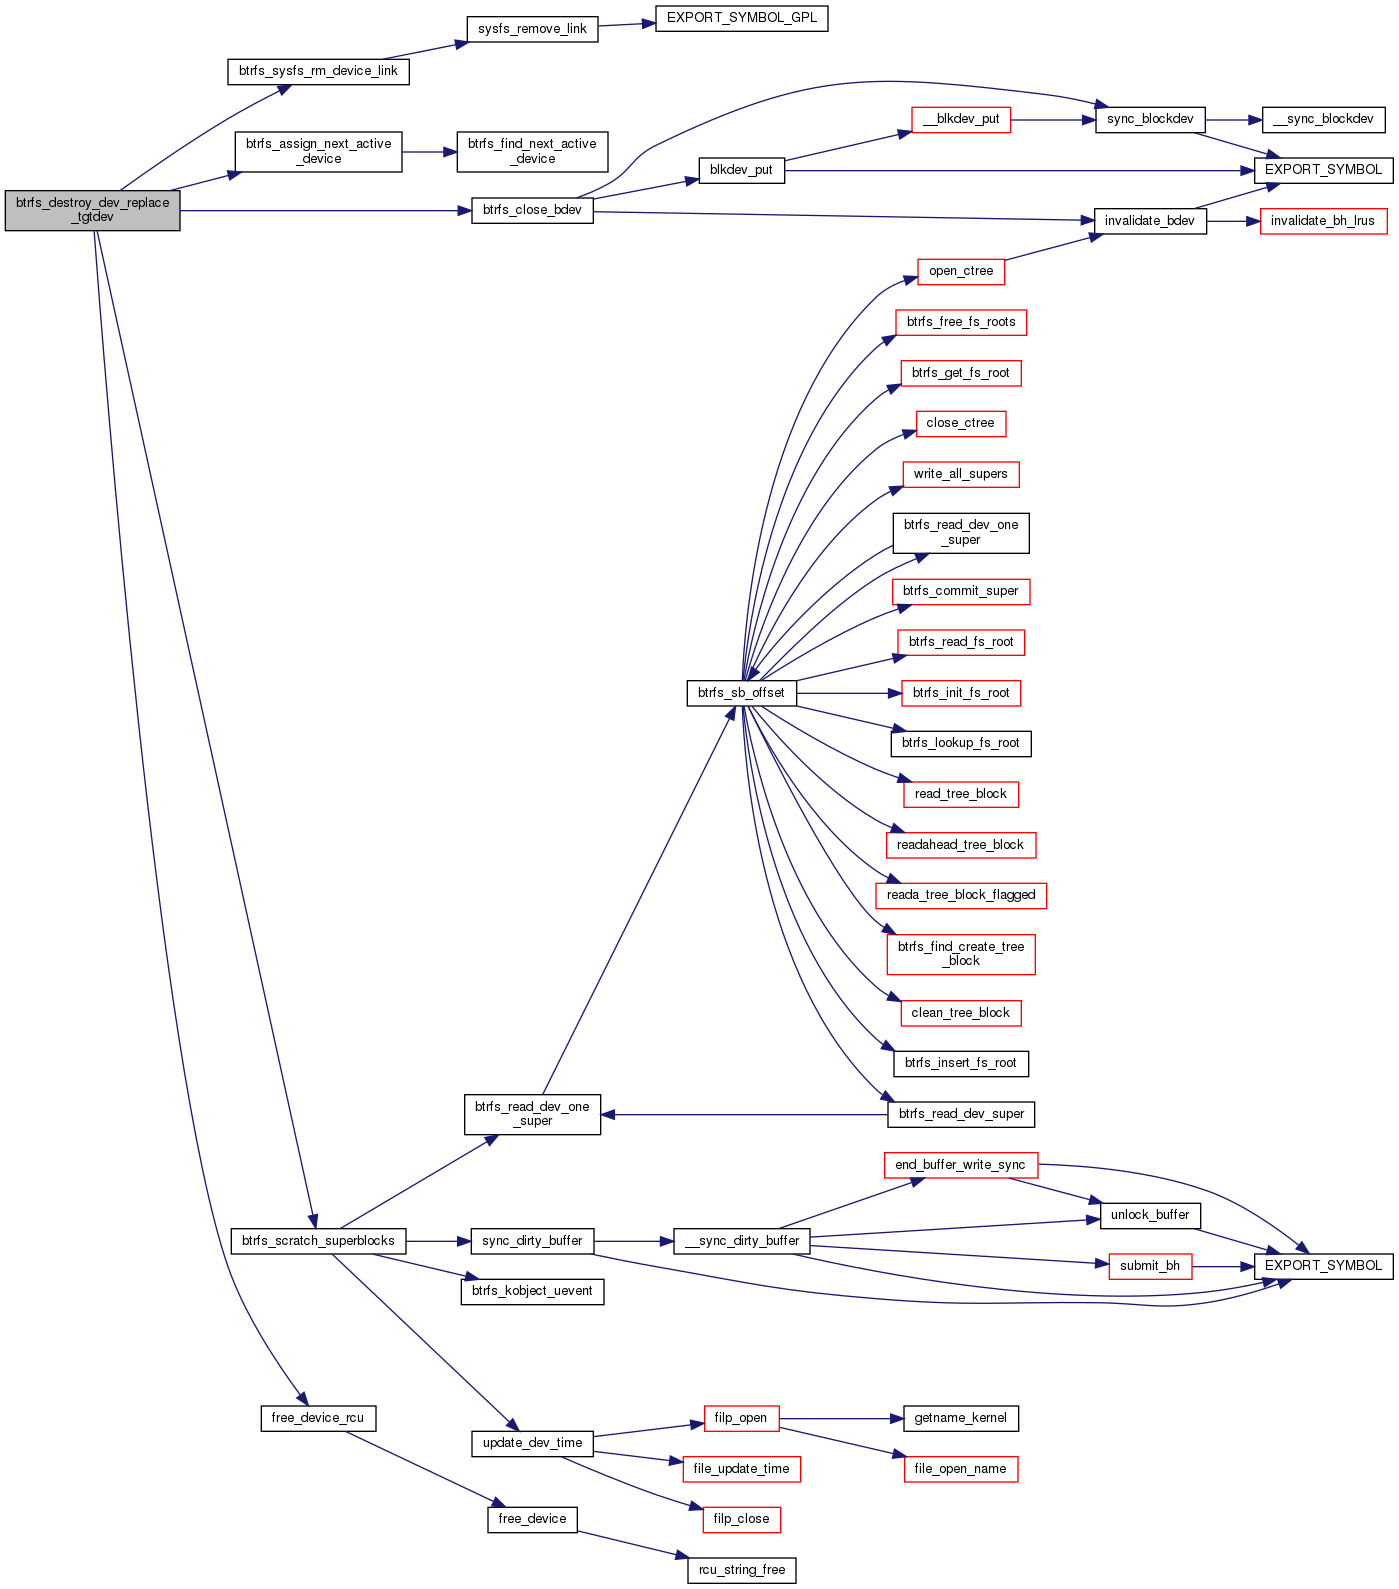 EXPORT_SYMBOL_GPL
sysfs_remove_link
btrfs_sysfs_rm_device_link
__blkdev_put
sync_blockdev
__sync_blockdev
btrfs_assign_next_active
_device
btrfs_find_next_active
_device
blkdev_put
EXPORT_SYMBOL
btrfs_destroy_dev_replace
_tgtdev
btrfs_close_bdev
invalidate_bdev
invalidate_bh_lrus
open_ctree
btrfs_free_fs_roots
btrfs_get_fs_root
close_ctree
write_all_supers
btrfs_read_dev_one
_super
btrfs_commit_super
btrfs_read_fs_root
btrfs_sb_offset
btrfs_init_fs_root
btrfs_lookup_fs_root
read_tree_block
readahead_tree_block
reada_tree_block_flagged
btrfs_find_create_tree
_block
clean_tree_block
btrfs_insert_fs_root
btrfs_read_dev_one
_super
btrfs_read_dev_super
end_buffer_write_sync
unlock_buffer
btrfs_scratch_superblocks
sync_dirty_buffer
__sync_dirty_buffer
submit_bh
EXPORT_SYMBOL
btrfs_kobject_uevent
free_device_rcu
filp_open
getname_kernel
update_dev_time
file_update_time
file_open_name
free_device
filp_close
rcu_string_free